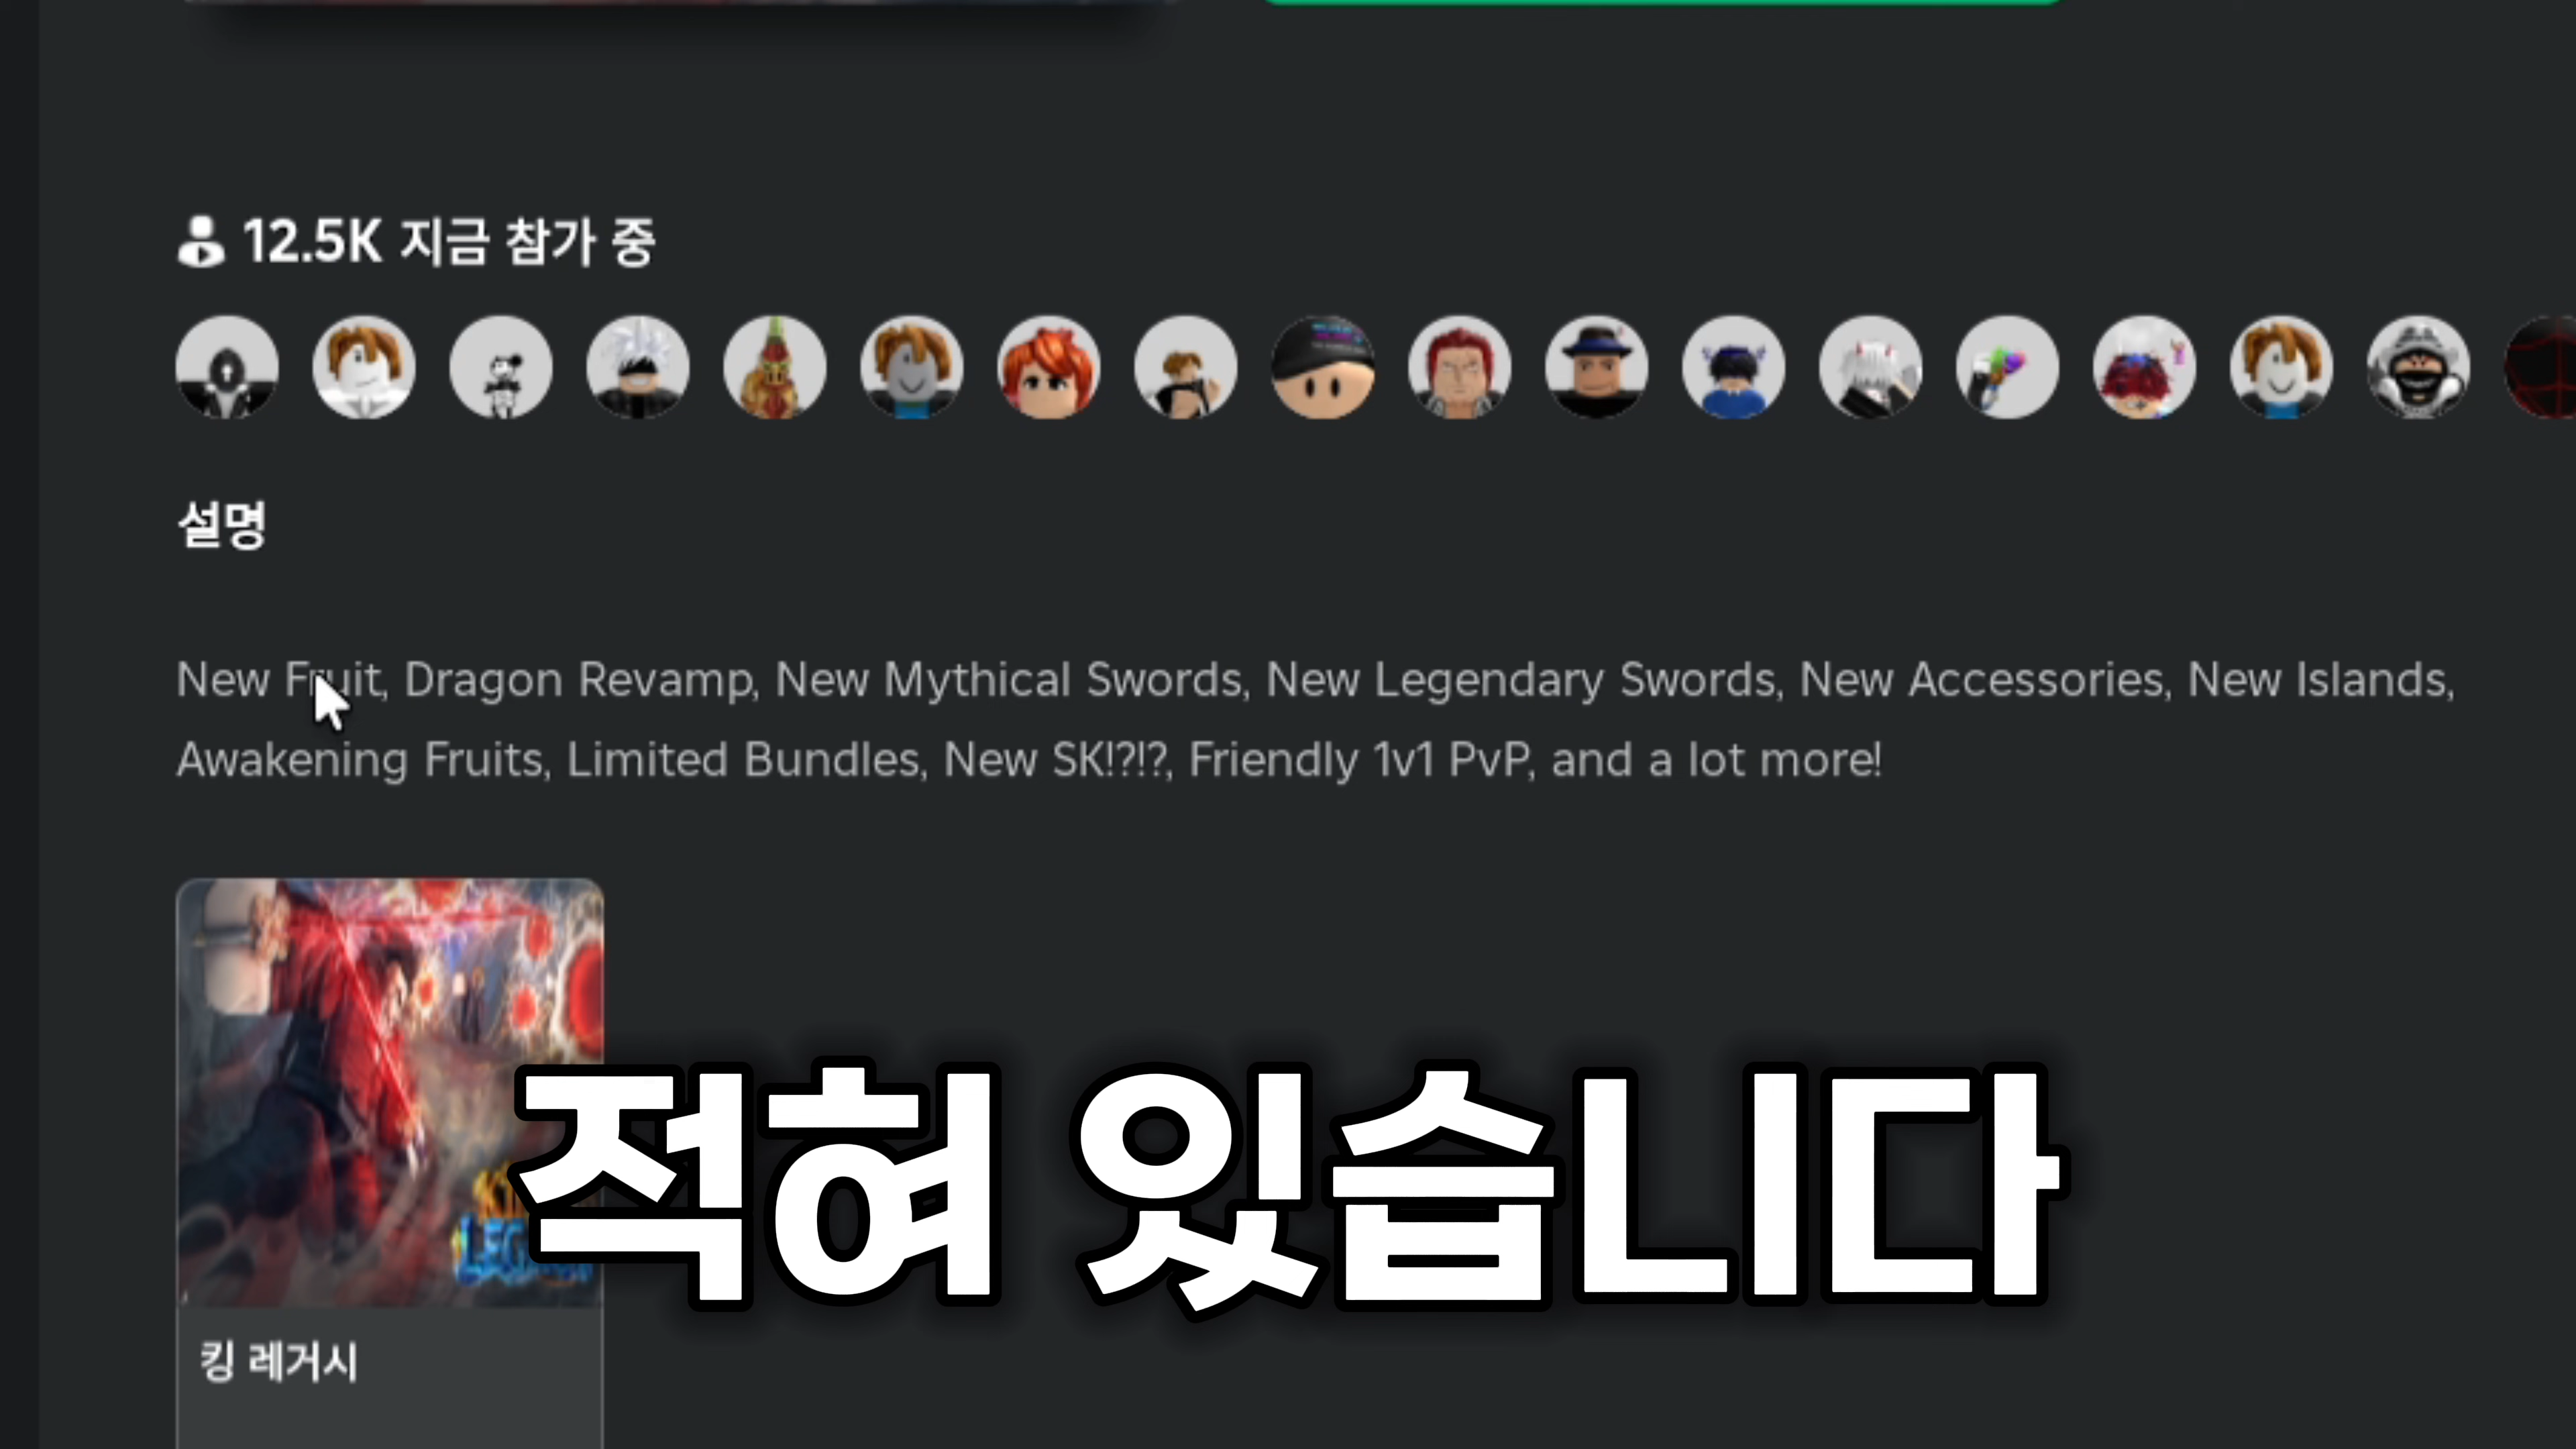 12.5K 지금 참가 중
설명
New Fruit, Dragon Revamp, New Mythical Swords, New Legendary Swords, New Accessories, New Islands,
Awakening Fruits, Limited Bundles, New SK!?!?, Friendly 1v1 PvP, and a lot more!
적혀 있습니다
킹 레거시